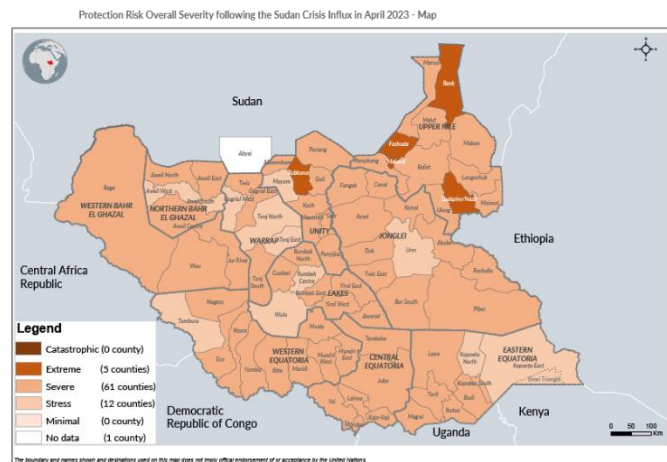 Protection Risk Overall Severity following the Sudan Crisis Influx in April 2023 - Map
Sudan
Manyo
Renk
Melut
UPPER NILE
Maban
Fashoda
Malakal
Baliet
Longochuk
Maiwut
Ulang
Abyei
Pariang
Rubkona
Guit
Mayom
Fangak
Canal
Koch
Nyirol
Ayod
JONGLEI
Uror
Akobo
Duk
Twic East
Pochalla
Bor South
Pibor
Raga
WESTERN BAHR
EL GHAZAL
Aweil North
Aweil East
Aweil West
Aweil South
NORTHERN BAHR
EL GHAZAL
Aweil Centre
Twic
Gogrial East
Gogrial West
Tonj North
WARRAP
Tonj East
Tonj South
UNITY
Panyijiar
Jur River
Wau
Cueibet
Rumbek
North
Rumbek
Centre
Rumbek East
LAKES
Yirol East
Yirol West
Awerial
Wulu
Ethiopia
Central Africa
Republic
Nagero
Tambura
Nzara
Ezo
Yambio
Ibba
Maridi
WESTERN
EQUATORIA
Mvolo
Mundri
West
Mundri
East
Terekeka
CENTRAL
EQUATORIA
Juba
Yei
Lainya
Morobo
Kajo-Keji
Lopa
Torit
Magwi
Ikotos
Budi
Kapoeta
North
Kapoeta South
EASTERN
EQUATORIA
Kapoeta East
Ilemi Triangle
Democratic
Republic of Congo
Uganda
Kenya
Legend
Catastrophic (0 county)
Extreme (5 counties)
Severe (61 counties)
Stress (12 counties)
Minimal (0 county)
No data (1 county)
0 50 100
Km
The boundary and names shown and desinations used on this map does not imply official endorsement of or acceptance by the United Nations.